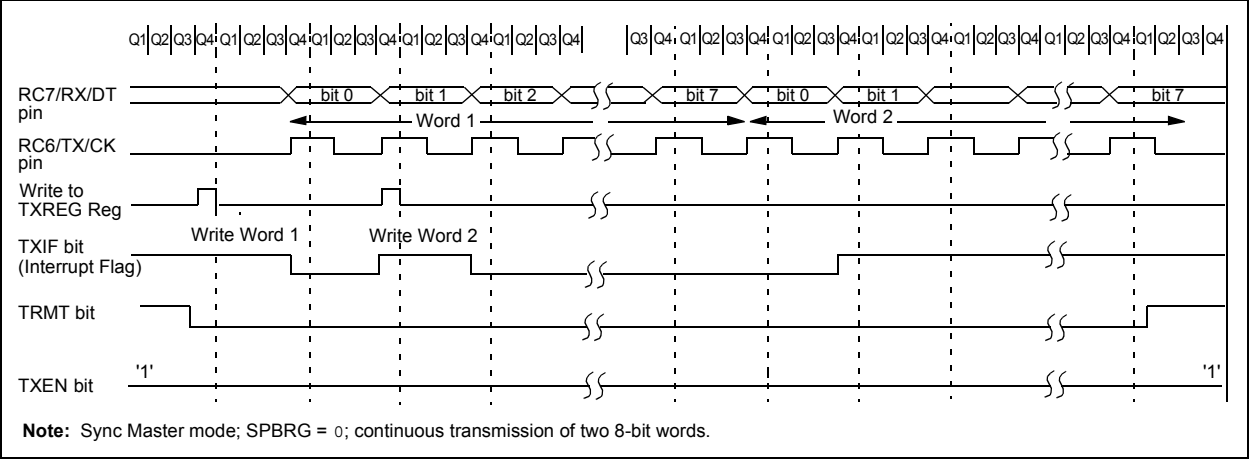 Q1 Q2 Q3 Q4 Q1 Q2 Q3 Q4 Q1 Q2 Q3 Q4 Q1 Q2 Q3 Q4 Q1 Q2 Q3 Q4 Q3 Q4 Q1 Q2 Q3 Q4 Q1 Q2 Q3 Q4 Q1 Q2 Q3 Q4 Q1 Q2 Q3 Q4 Q1 Q2 Q3 Q4 Q1 Q2 Q3 Q4
RC7/RX/DT
pin
bit 0 bit 1 bit 2 bit 7 bit 0 bit 1 bit 7
Word 1 Word 2
RC6/TX/CK
pin
Write to
TXREG Reg
Write Word 1 Write Word 2
TXIF bit
(Interrupt Flag)
TRMT bit
'1' '1'
TXEN bit
Note: Sync Master mode; SPBRG = 0; continuous transmission of two 8-bit words.